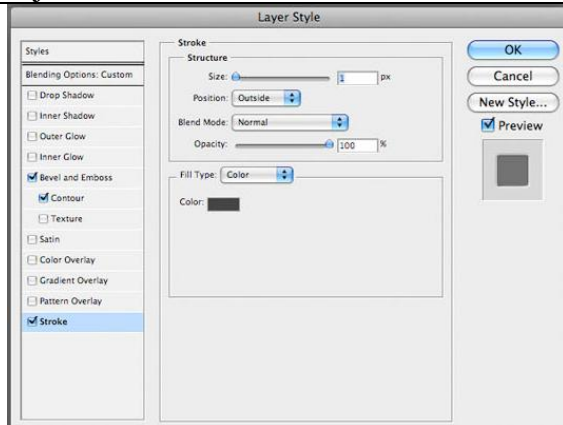 Layer Style
Styles
Blending Options: Custom
Drop Shadow
Inner Shadow
Outer Glow
Inner Glow
Bevel and Emboss
Contour
Texture
Satin
Color Overlay
Gradient Overlay
Pattern Overlay
Stroke
Stroke
Structure
Size: 1 px
Position: Outside
Blend Mode: Normal
Opacity: 100 %
Fill Type: Color
Color:
OK
Cancel
New Style...
Preview